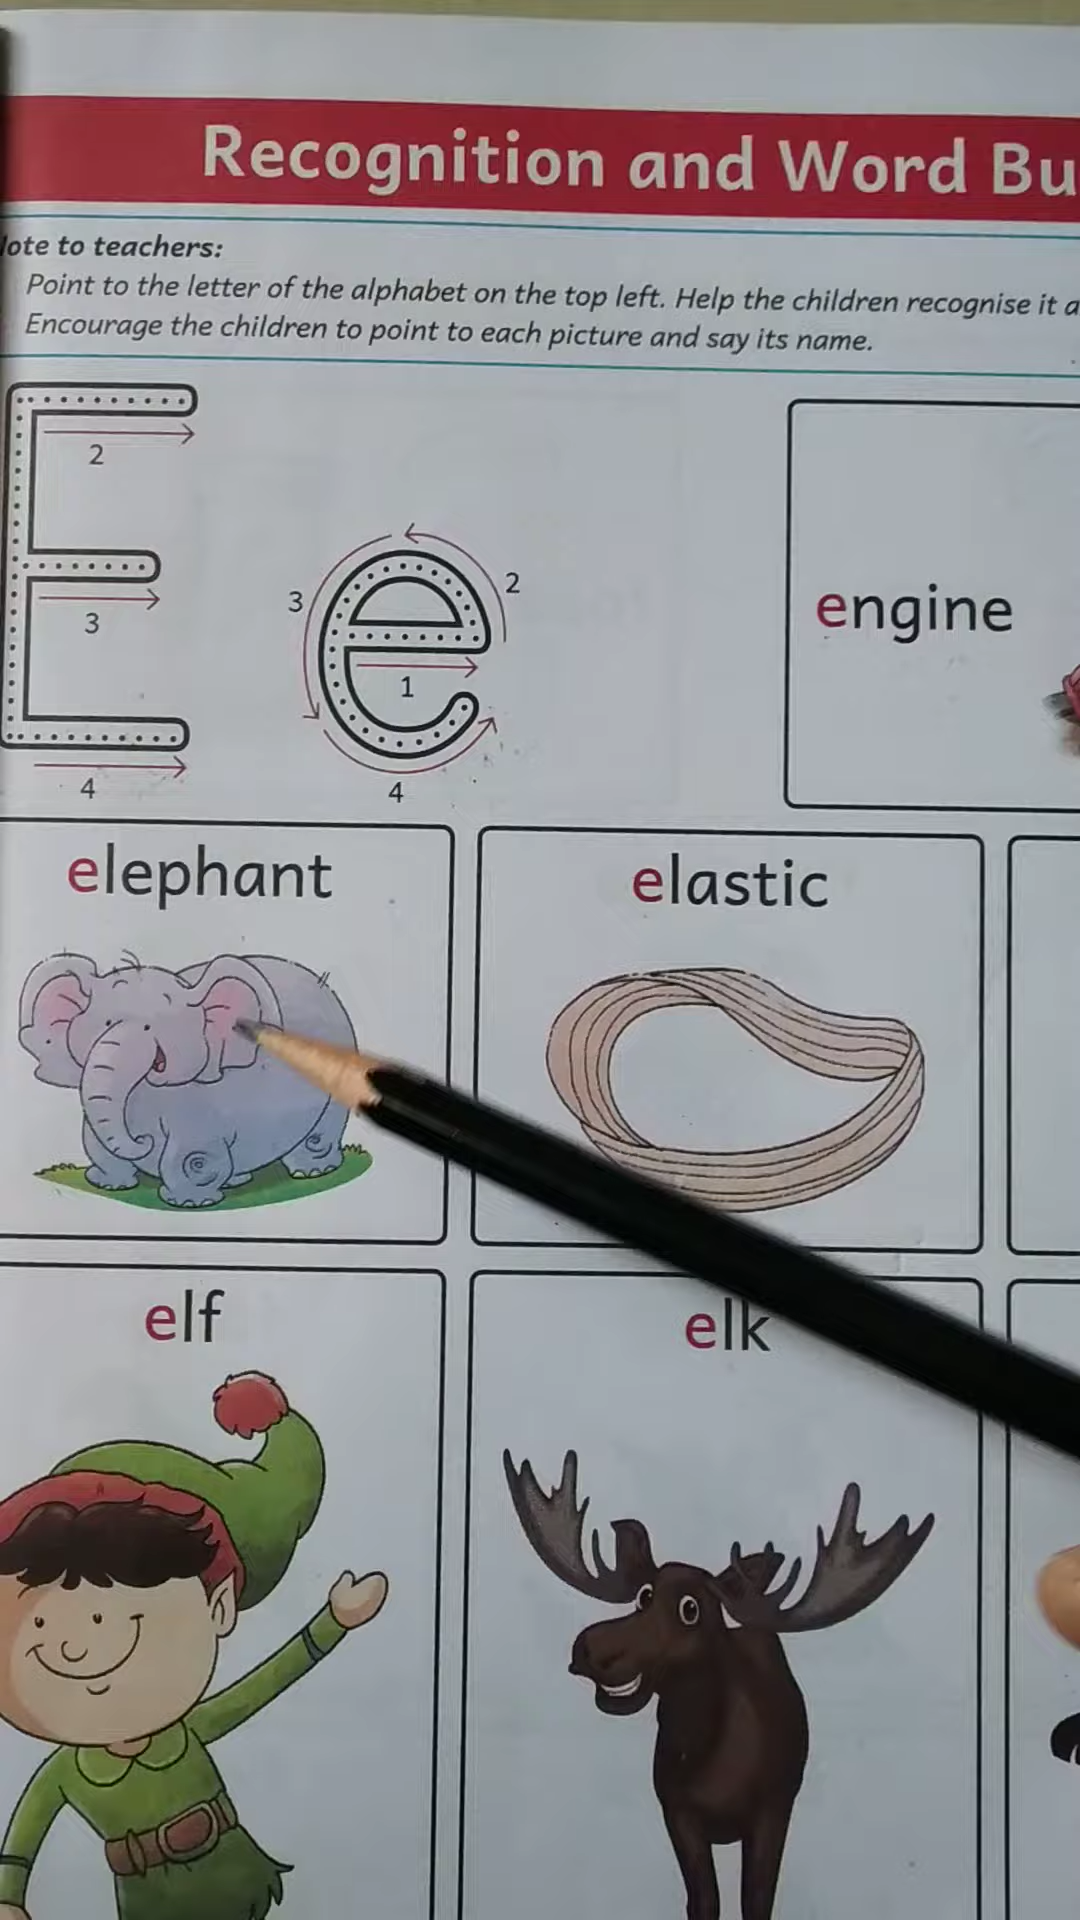 Recognition and Word Bu
ote to teachers:
Point to the letter of the alphabet on the top left. Help the children recognise it a
Encourage the children to point to each picture and say its name.
E e
2
3
4
3
2
1
4
engine
elephant
elastic
elf
elk